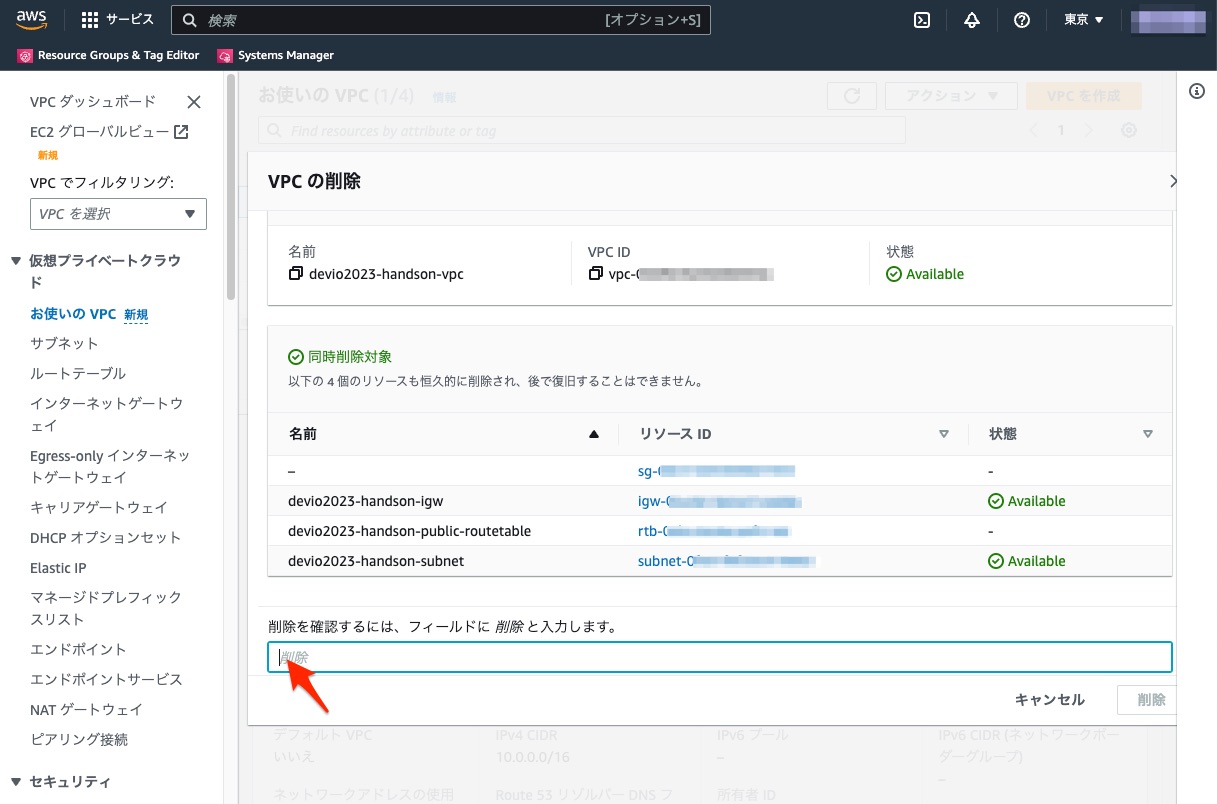 aws
サービス
検索
[オプション+S]
東京
Resource Groups & Tag Editor
Systems Manager
VPC ダッシュボード
EC2 グローバルビュー
新規
VPC でフィルタリング:
VPC を選択
仮想プライベートクラウ
ド
お使いの VPC 新規
サブネット
ルートテーブル
インターネットゲートウ
ェイ
Egress-only インターネッ
トゲートウェイ
キャリアゲートウェイ
DHCP オプションセット
Elastic IP
マネージドプレフィック
スリスト
エンドポイント
エンドポイントサービス
NAT ゲートウェイ
ピアリング接続
セキュリティ
お使いの VPC (1/4) 情報
アクション
VPC を作成
Find resources by attribute or tag
1
VPC の削除
名前
devio2023-handson-vpc
VPC ID
vpc-0
状態
Available
同時削除対象
以下の 4 個のリソースも恒久的に削除され、後で復旧することはできません。
名前 リソース ID 状態
– sg- -
devio2023-handson-igw igw-0 Available
devio2023-handson-public-routetable rtb-0 -
devio2023-handson-subnet subnet-0 Available
削除を確認するには、フィールドに 削除 と入力します。
削除
キャンセル 削除
デフォルト VPC
いいえ
IPv4 CIDR
10.0.0.0/16
IPv6 プール
–
IPv6 CIDR (ネットワークボー
ダーグループ)
–
ネットワークアドレスの使用
Route 53 リゾルバー DNS フ
所有者 ID